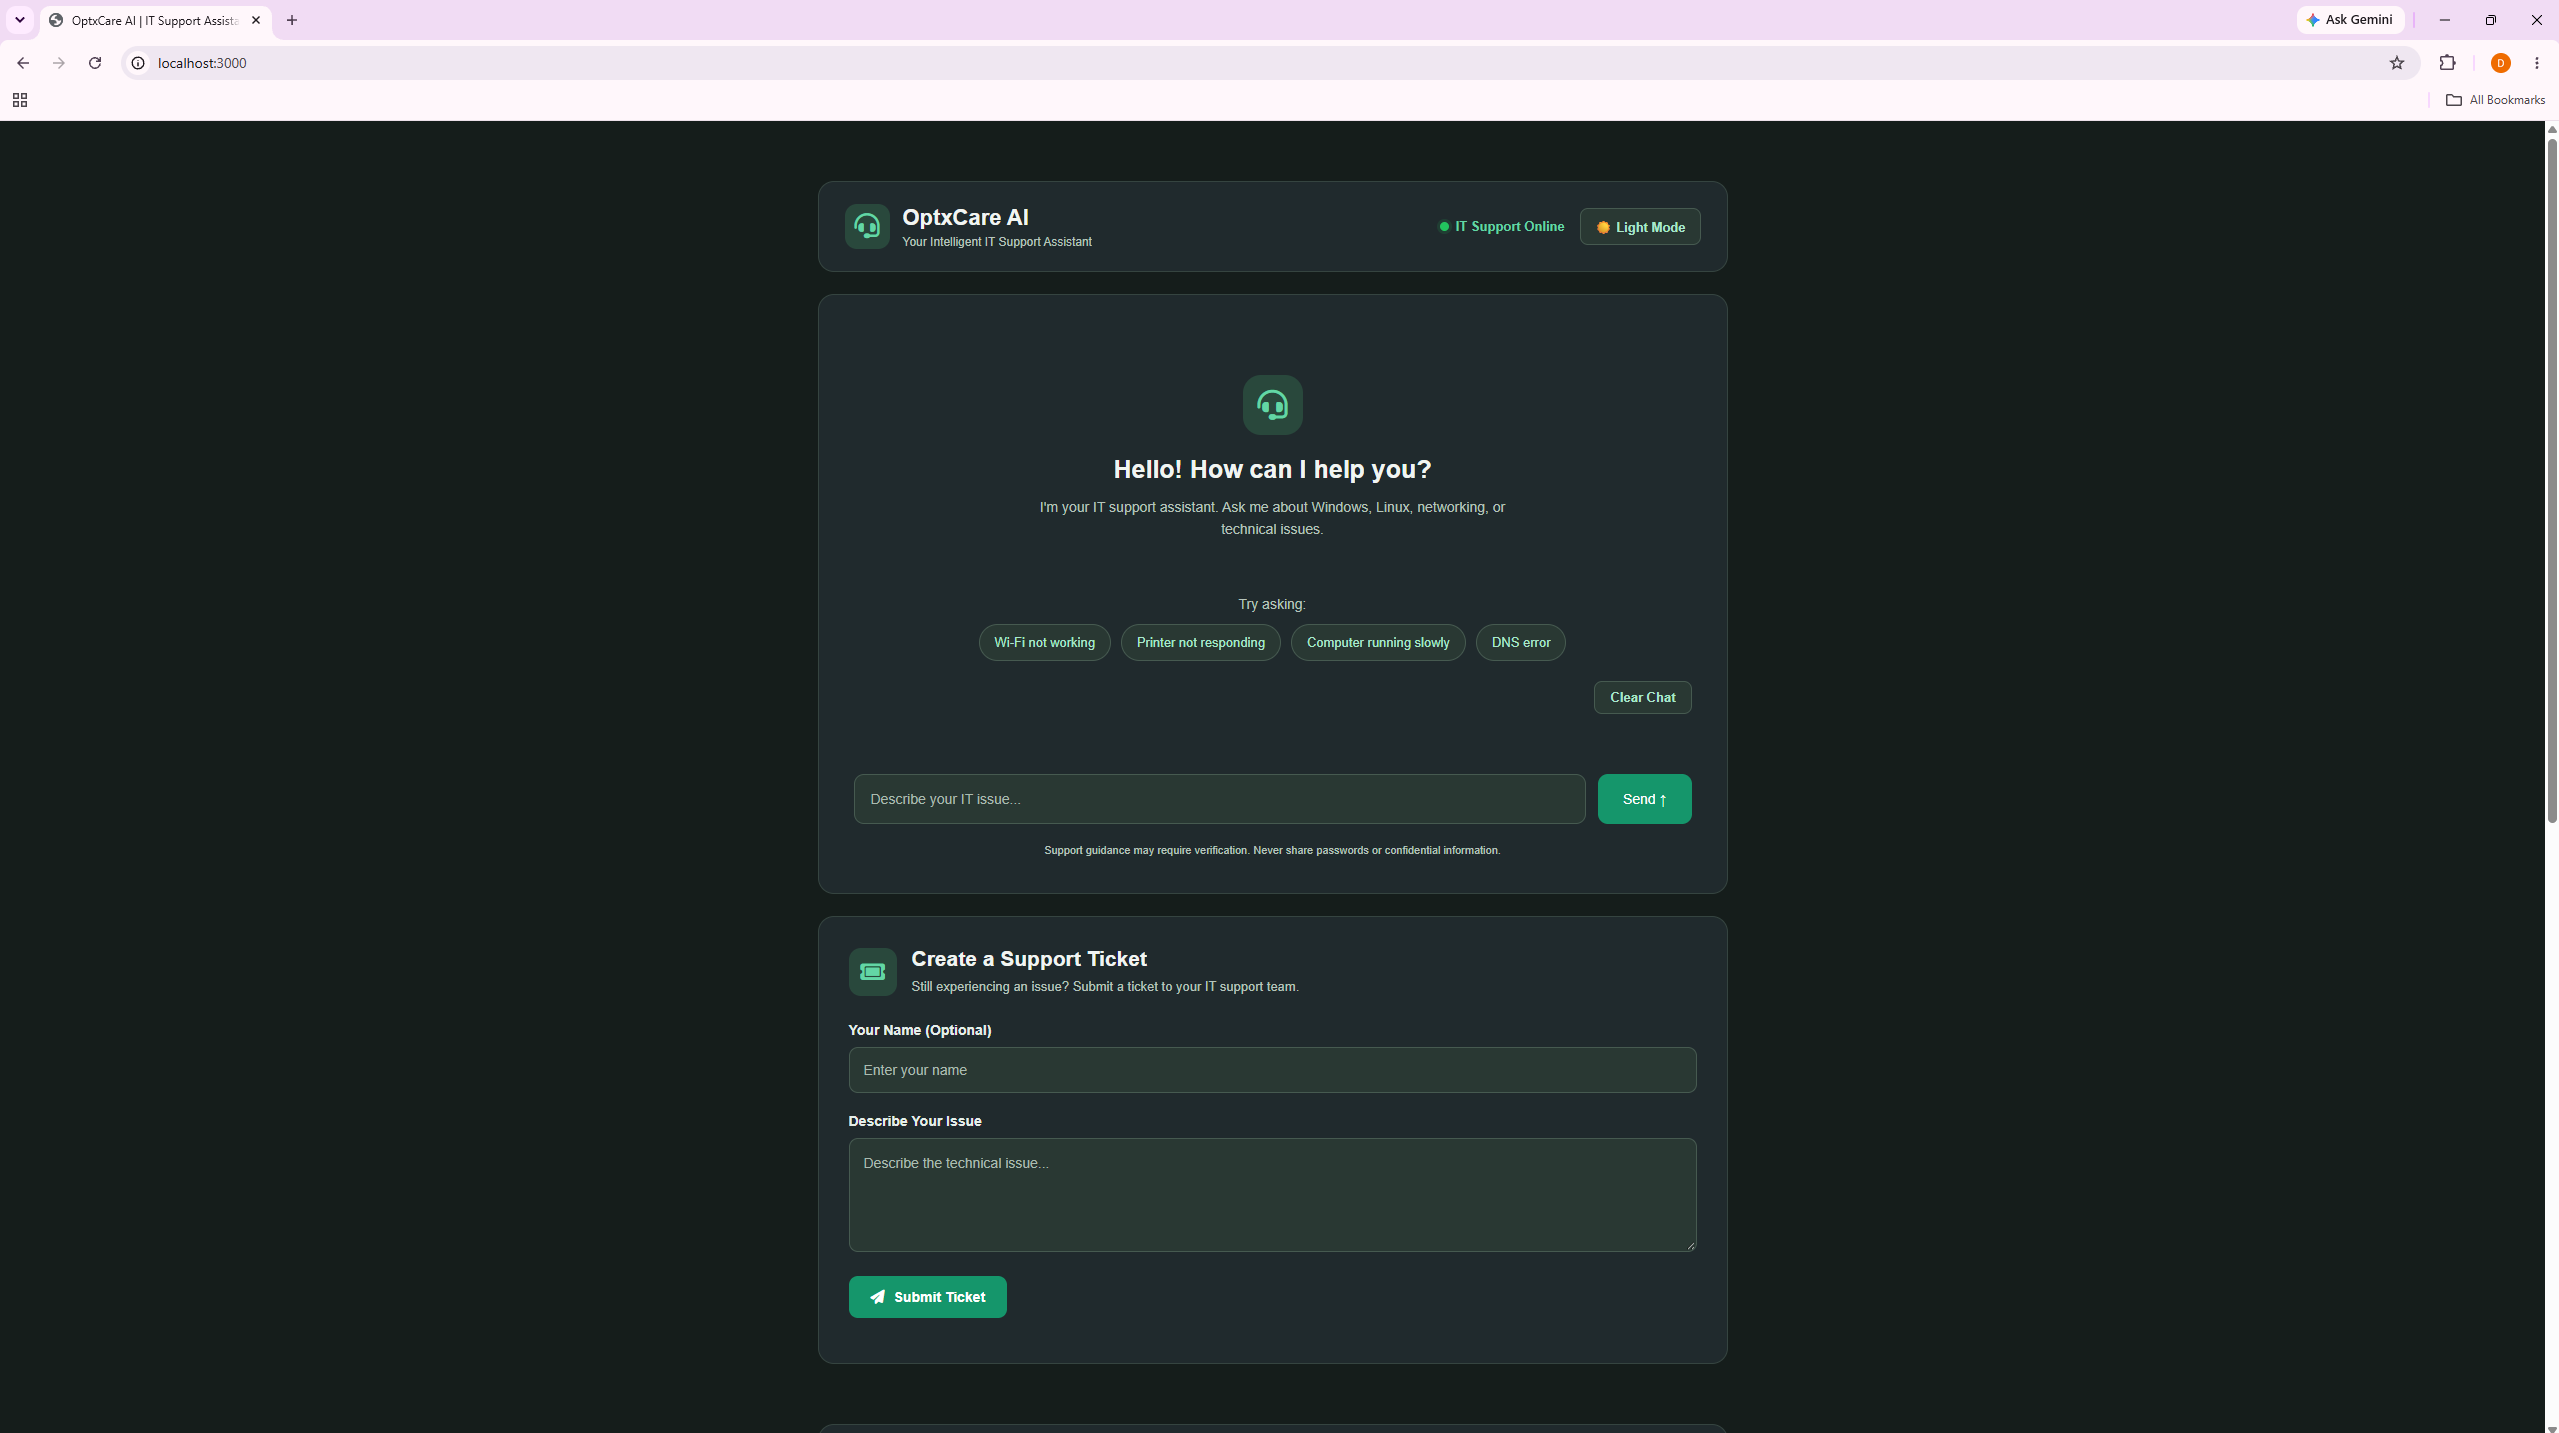 OptxCare AI | IT Support Assista
Ask Gemini
localhost:3000
D
All Bookmarks
OptxCare AI
Your Intelligent IT Support Assistant
IT Support Online
Light Mode
Hello! How can I help you?
I'm your IT support assistant. Ask me about Windows, Linux, networking, or
technical issues.
Try asking:
Wi-Fi not working
Printer not responding
Computer running slowly
DNS error
Clear Chat
Describe your IT issue...
Send ↑
Support guidance may require verification. Never share passwords or confidential information.
Create a Support Ticket
Still experiencing an issue? Submit a ticket to your IT support team.
Your Name (Optional)
Enter your name
Describe Your Issue
Describe the technical issue...
Submit Ticket